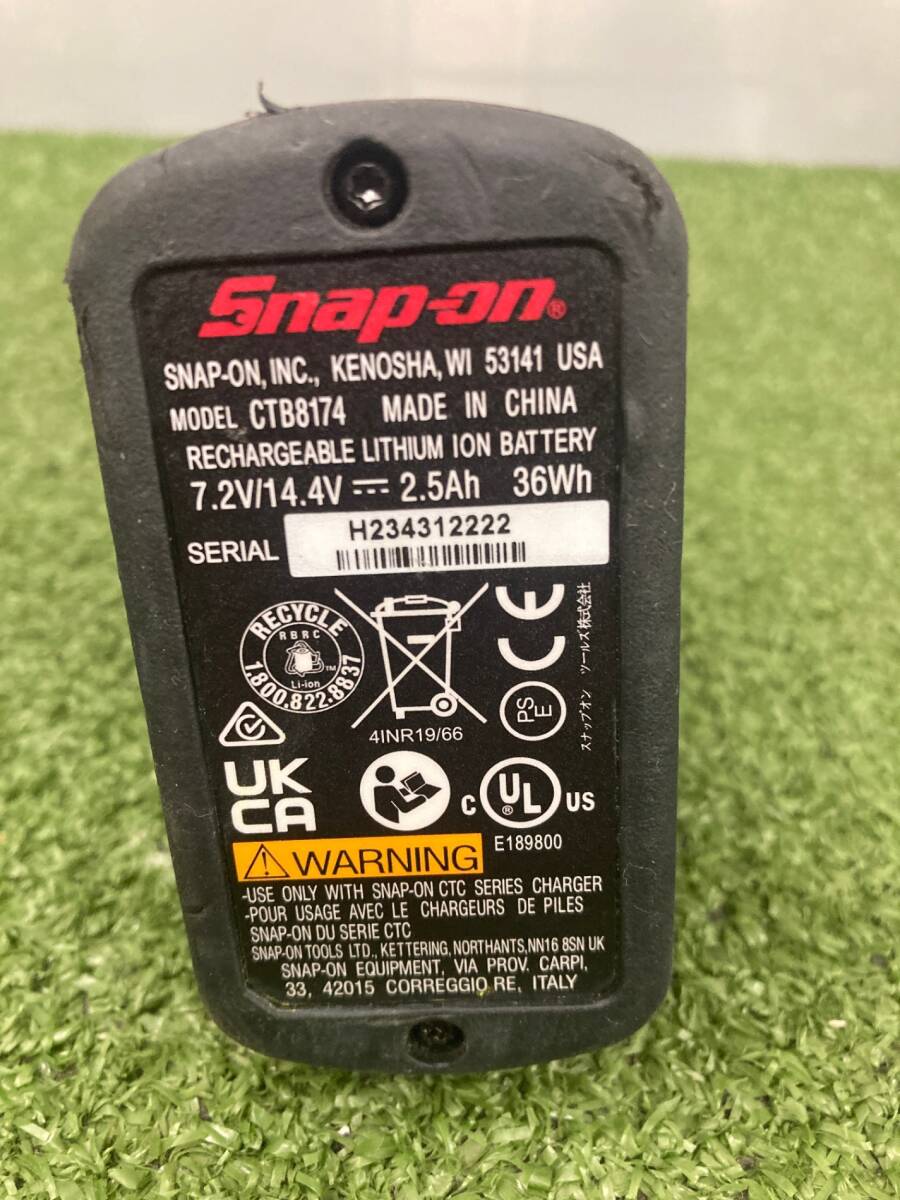 Snap-on®
SNAP-ON, INC., KENOSHA, WI 53141 USA
MODEL CTB8174 MADE IN CHINA
RECHARGEABLE LITHIUM ION BATTERY
7.2V/14.4V ⎓ 2.5Ah 36Wh
SERIAL H234312222
RECYCLE
RBRC
Li-ion
TM
1.800.822.8837
4INR19/66
CE
PSE
スナップオン ツールズ株式会社
UK
CA
C UL® US
E189800
⚠WARNING
-USE ONLY WITH SNAP-ON CTC SERIES CHARGER
-POUR USAGE AVEC LE CHARGEURS DE PILES
SNAP-ON DU SERIE CTC
SNAP-ON TOOLS LTD., KETTERING, NORTHANTS,NN16 8SN UK
SNAP-ON EQUIPMENT, VIA PROV. CARPI,
33, 42015 CORREGGIO RE, ITALY